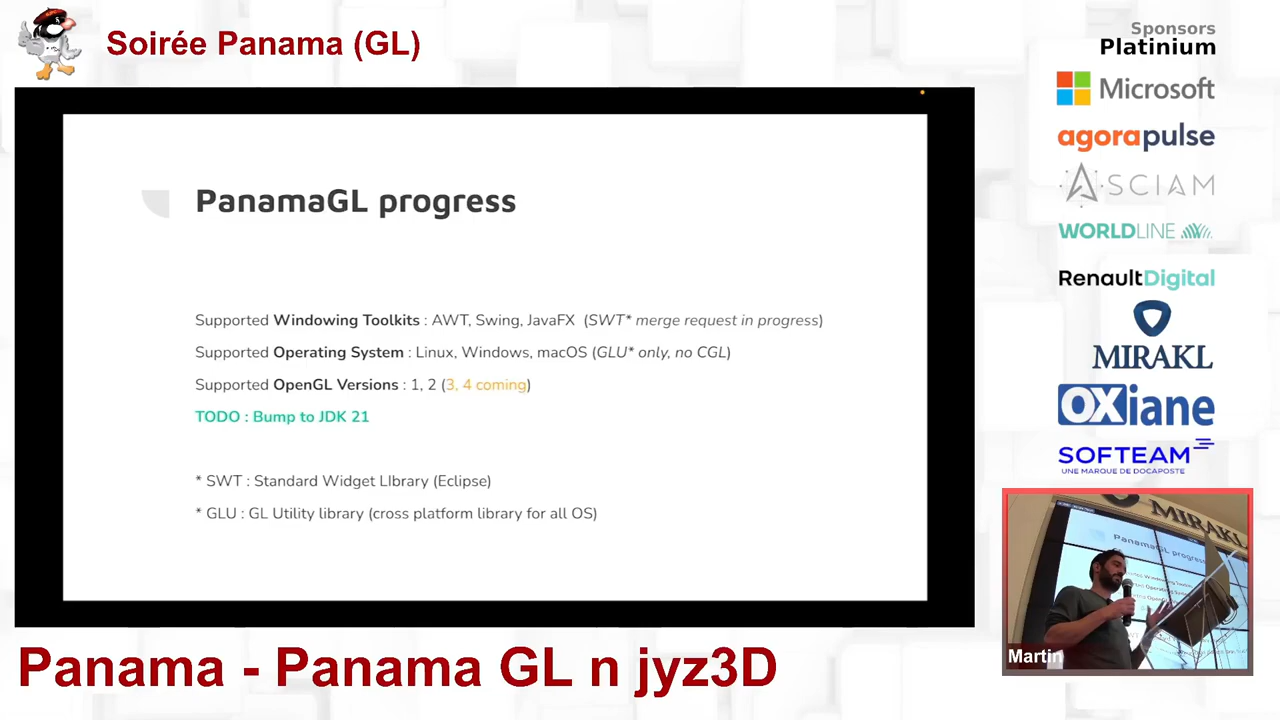 Soirée Panama (GL)
Sponsors
Platinium
Microsoft
agorapulse
ASCIAM
WORLDLINE
RenaultDigital
MIRAKL
OXiane
SOFTEAM
UNE MARQUE DE DOCAPOSTE
PanamaGL progress
Supported Windowing Toolkits : AWT, Swing, JavaFX (SWT* merge request in progress)
Supported Operating System : Linux, Windows, macOS (GLU* only, no CGL)
Supported OpenGL Versions : 1, 2 (3, 4 coming)
TODO : Bump to JDK 21
* SWT : Standard Widget LIbrary (Eclipse)
* GLU : GL Utility library (cross platform library for all OS)
MIRAKL
PanamaGL progress
Martin
Panama - Panama GL n jyz3D